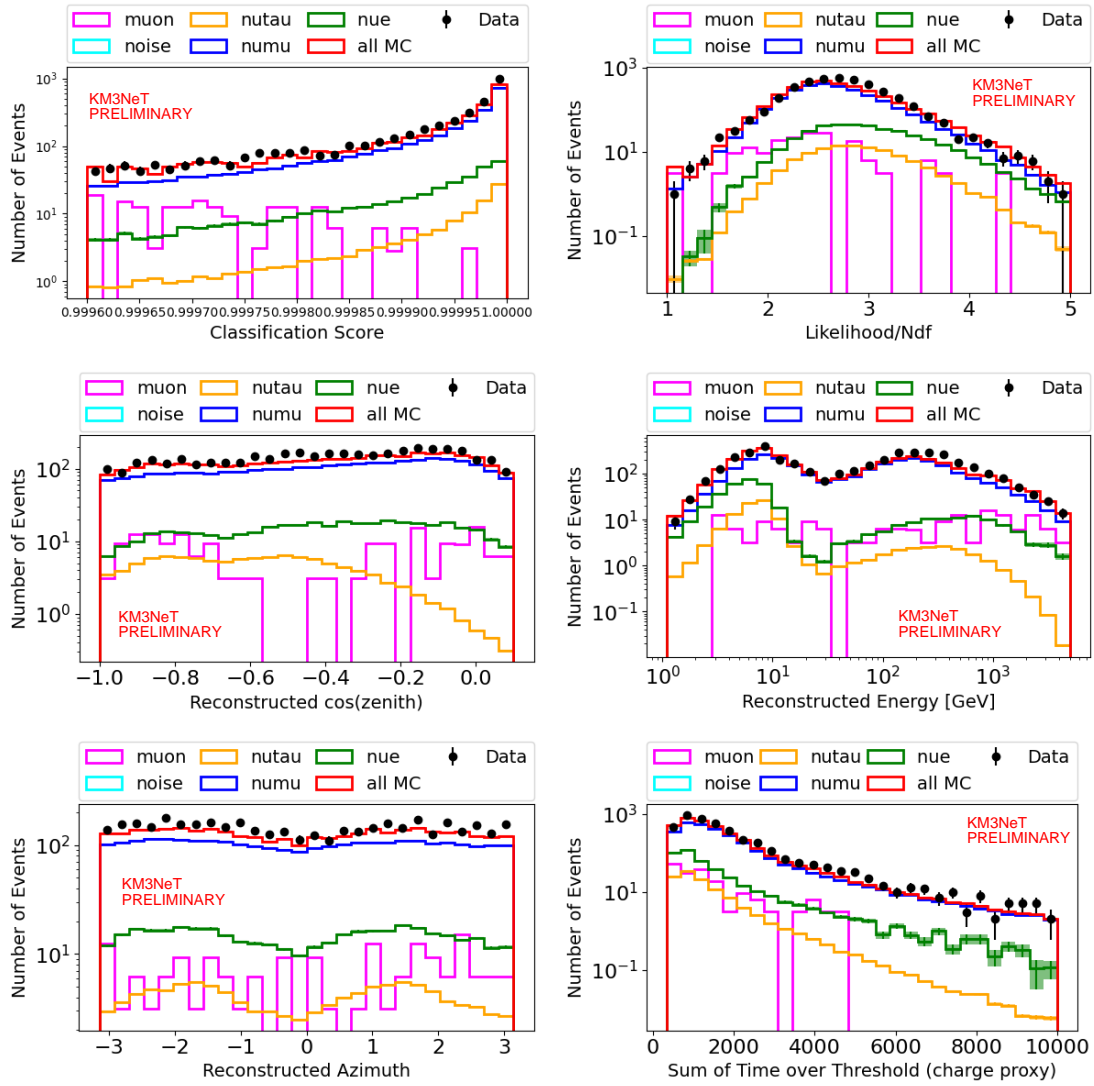 muon nutau nue Data
noise numu all MC
KM3NeT
PRELIMINARY
Number of Events
10³
10²
10¹
10⁰
0.99960 0.99965 0.99970 0.99975 0.99980 0.99985 0.99990 0.99995 1.00000
Classification Score
muon nutau nue Data
noise numu all MC
KM3NeT
PRELIMINARY
Number of Events
10³
10¹
10⁻¹
1 2 3 4 5
Likelihood/Ndf
muon nutau nue Data
noise numu all MC
KM3NeT
PRELIMINARY
Number of Events
10²
10¹
10⁰
−1.0 −0.8 −0.6 −0.4 −0.2 0.0
Reconstructed cos(zenith)
muon nutau nue Data
noise numu all MC
KM3NeT
PRELIMINARY
Number of Events
10²
10¹
10⁰
10⁻¹
10⁰ 10¹ 10² 10³
Reconstructed Energy [GeV]
muon nutau nue Data
noise numu all MC
KM3NeT
PRELIMINARY
Number of Events
10²
10¹
−3 −2 −1 0 1 2 3
Reconstructed Azimuth
muon nutau nue Data
noise numu all MC
KM3NeT
PRELIMINARY
Number of Events
10³
10¹
10⁻¹
0 2000 4000 6000 8000 10000
Sum of Time over Threshold (charge proxy)